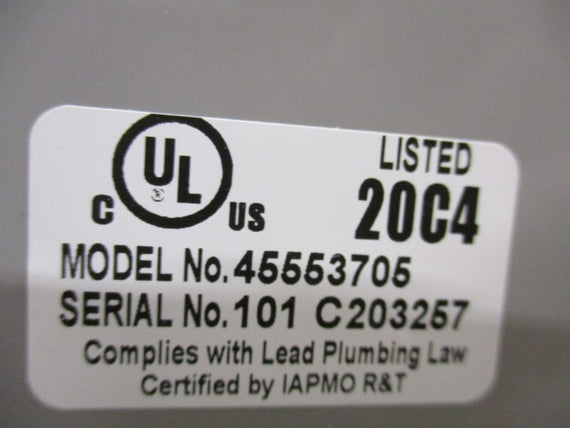 C UL US
LISTED
20C4
MODEL No. 45553705
SERIAL No. 101 C203257
Complies with Lead Plumbing Law
Certified by IAPMO R&T